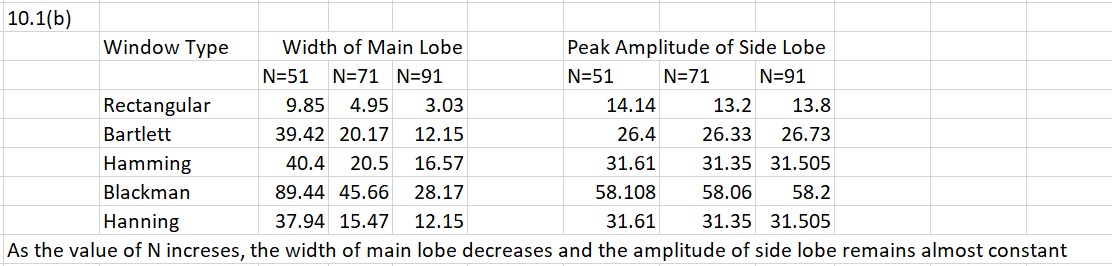 10.1(b)
Window Type Width of Main Lobe Peak Amplitude of Side Lobe
N=51 N=71 N=91 N=51 N=71 N=91
Rectangular 9.85 4.95 3.03 14.14 13.2 13.8
Bartlett 39.42 20.17 12.15 26.4 26.33 26.73
Hamming 40.4 20.5 16.57 31.61 31.35 31.505
Blackman 89.44 45.66 28.17 58.108 58.06 58.2
Hanning 37.94 15.47 12.15 31.61 31.35 31.505
As the value of N increses, the width of main lobe decreases and the amplitude of side lobe remains almost constant